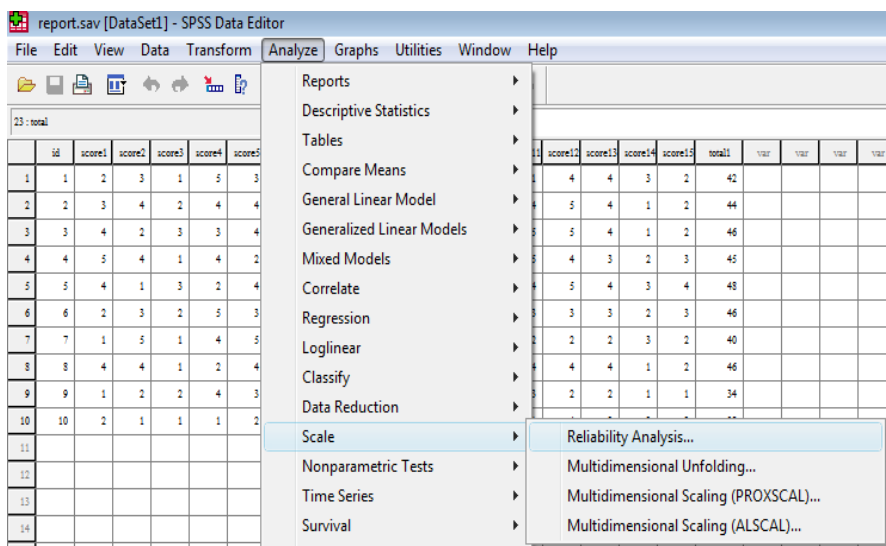 report.sav [DataSet1] - SPSS Data Editor
File Edit View Data Transform Analyze Graphs Utilities Window Help
23 : total
id score1 score2 score3 score4 score5 11 score12 score13 score14 score15 total1 var var var var
1 1 2 3 1 5 3 4 4 3 2 42
2 2 3 4 2 4 4 5 4 1 2 44
3 3 4 2 3 3 4 5 4 1 2 46
4 4 5 4 1 4 2 4 3 2 3 45
5 5 4 1 3 2 4 5 4 3 4 48
6 6 2 3 2 5 3 3 3 2 3 46
7 7 1 5 1 4 5 2 2 3 2 40
8 8 4 4 1 2 4 4 4 1 2 46
9 9 1 2 2 4 3 2 2 1 1 34
10 10 2 1 1 1 2
11
12
13
14
Reports
Descriptive Statistics
Tables
Compare Means
General Linear Model
Generalized Linear Models
Mixed Models
Correlate
Regression
Loglinear
Classify
Data Reduction
Scale
Nonparametric Tests
Time Series
Survival
Reliability Analysis...
Multidimensional Unfolding...
Multidimensional Scaling (PROXSCAL)...
Multidimensional Scaling (ALSCAL)...